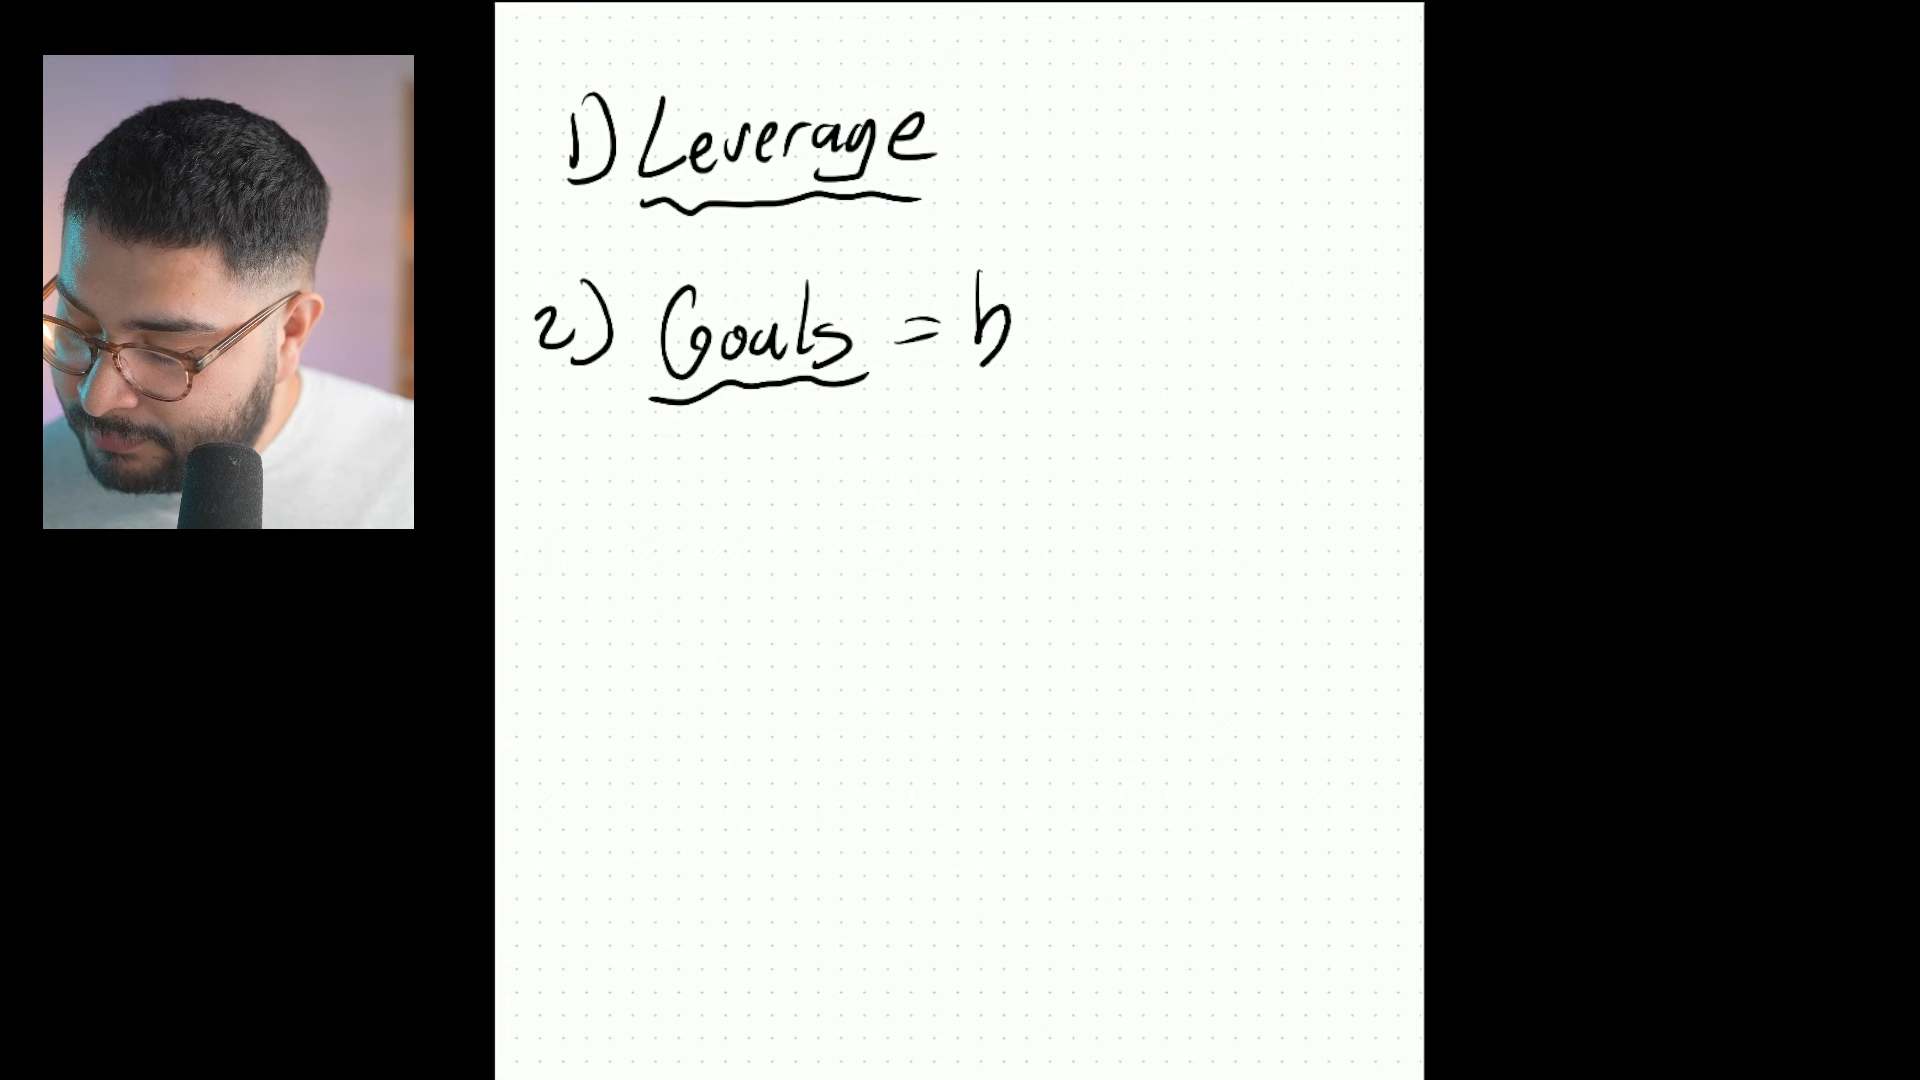 1) Leverage
2) Goals = b